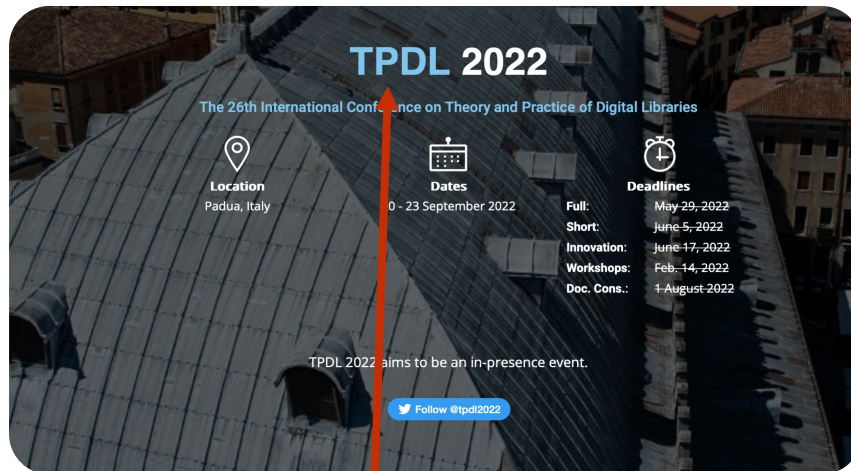 TPDL 2022
The 26th International Conference on Theory and Practice of Digital Libraries
Location
Padua, Italy
Dates
0 - 23 September 2022
Deadlines
Full: May 29, 2022
Short: June 5, 2022
Innovation: June 17, 2022
Workshops: Feb. 14, 2022
Doc. Cons.: 1 August 2022
TPDL 2022 aims to be an in-presence event.
Follow @tpdl2022